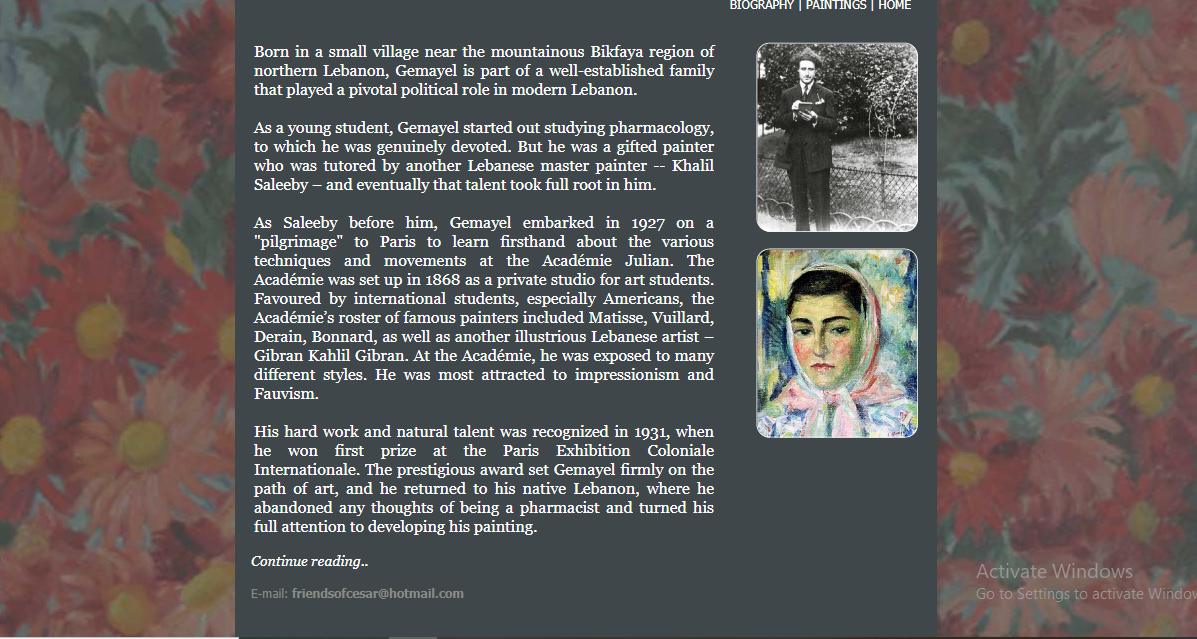 BIOGRAPHY | PAINTINGS | HOME
Born in a small village near the mountainous Bikfaya region of
northern Lebanon, Gemayel is part of a well-established family
that played a pivotal political role in modern Lebanon.
As a young student, Gemayel started out studying pharmacology,
to which he was genuinely devoted. But he was a gifted painter
who was tutored by another Lebanese master painter -- Khalil
Saleeby – and eventually that talent took full root in him.
As Saleeby before him, Gemayel embarked in 1927 on a
"pilgrimage" to Paris to learn firsthand about the various
techniques and movements at the Académie Julian. The
Académie was set up in 1868 as a private studio for art students.
Favoured by international students, especially Americans, the
Académie's roster of famous painters included Matisse, Vuillard,
Derain, Bonnard, as well as another illustrious Lebanese artist –
Gibran Kahlil Gibran. At the Académie, he was exposed to many
different styles. He was most attracted to impressionism and
Fauvism.
His hard work and natural talent was recognized in 1931, when
he won first prize at the Paris Exhibition Coloniale
Internationale. The prestigious award set Gemayel firmly on the
path of art, and he returned to his native Lebanon, where he
abandoned any thoughts of being a pharmacist and turned his
full attention to developing his painting.
Continue reading..
E-mail: friendsofcesar@hotmail.com
Activate Windows
Go to Settings to activate Window